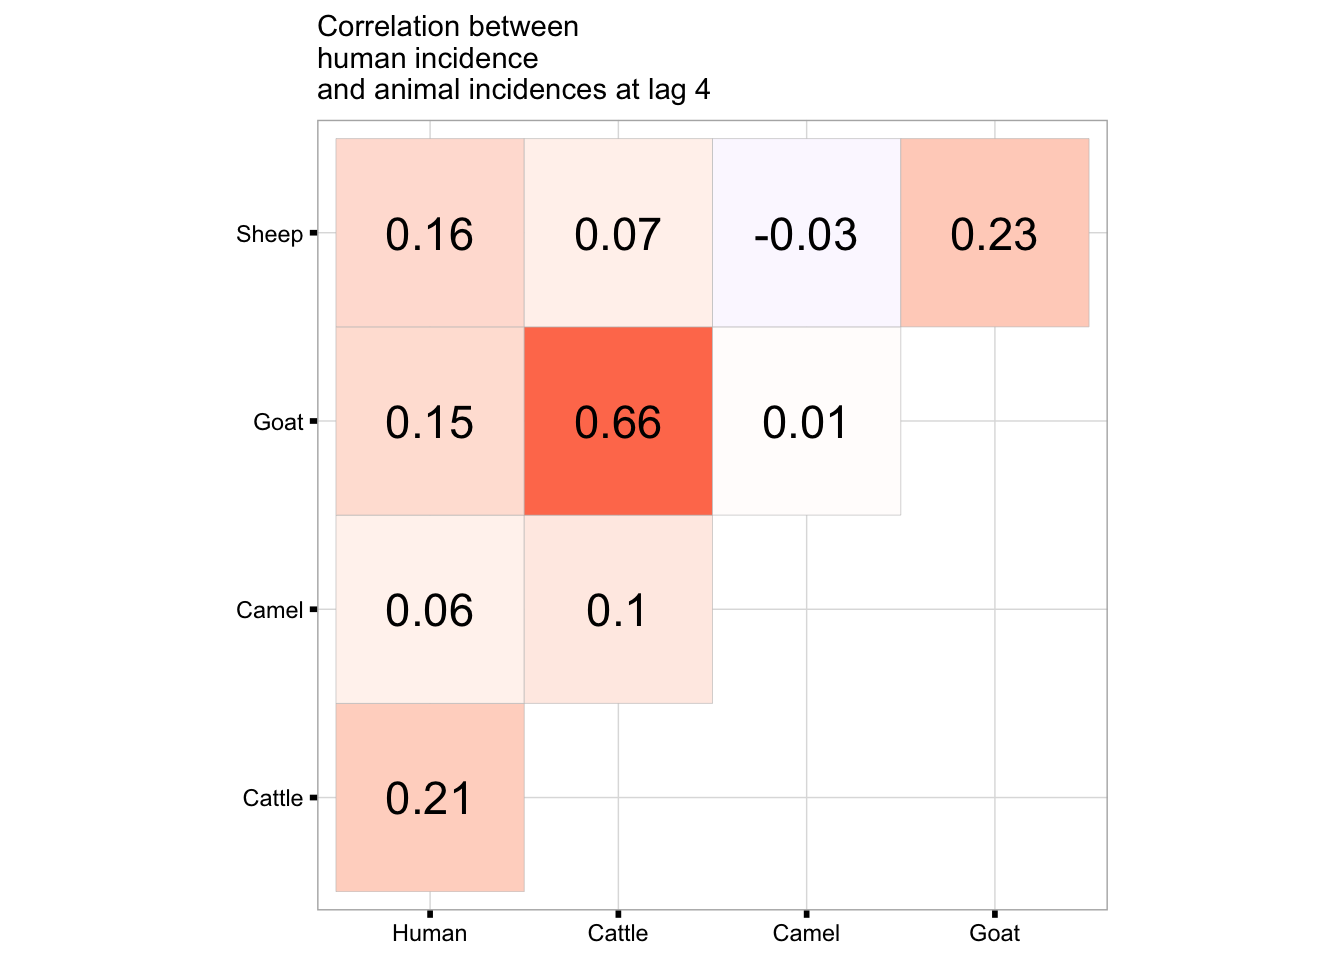 Correlation between
human incidence
and animal incidences at lag 4
Sheep 0.16 0.07 -0.03 0.23
Goat 0.15 0.66 0.01
Camel 0.06 0.1
Cattle 0.21
Human Cattle Camel Goat